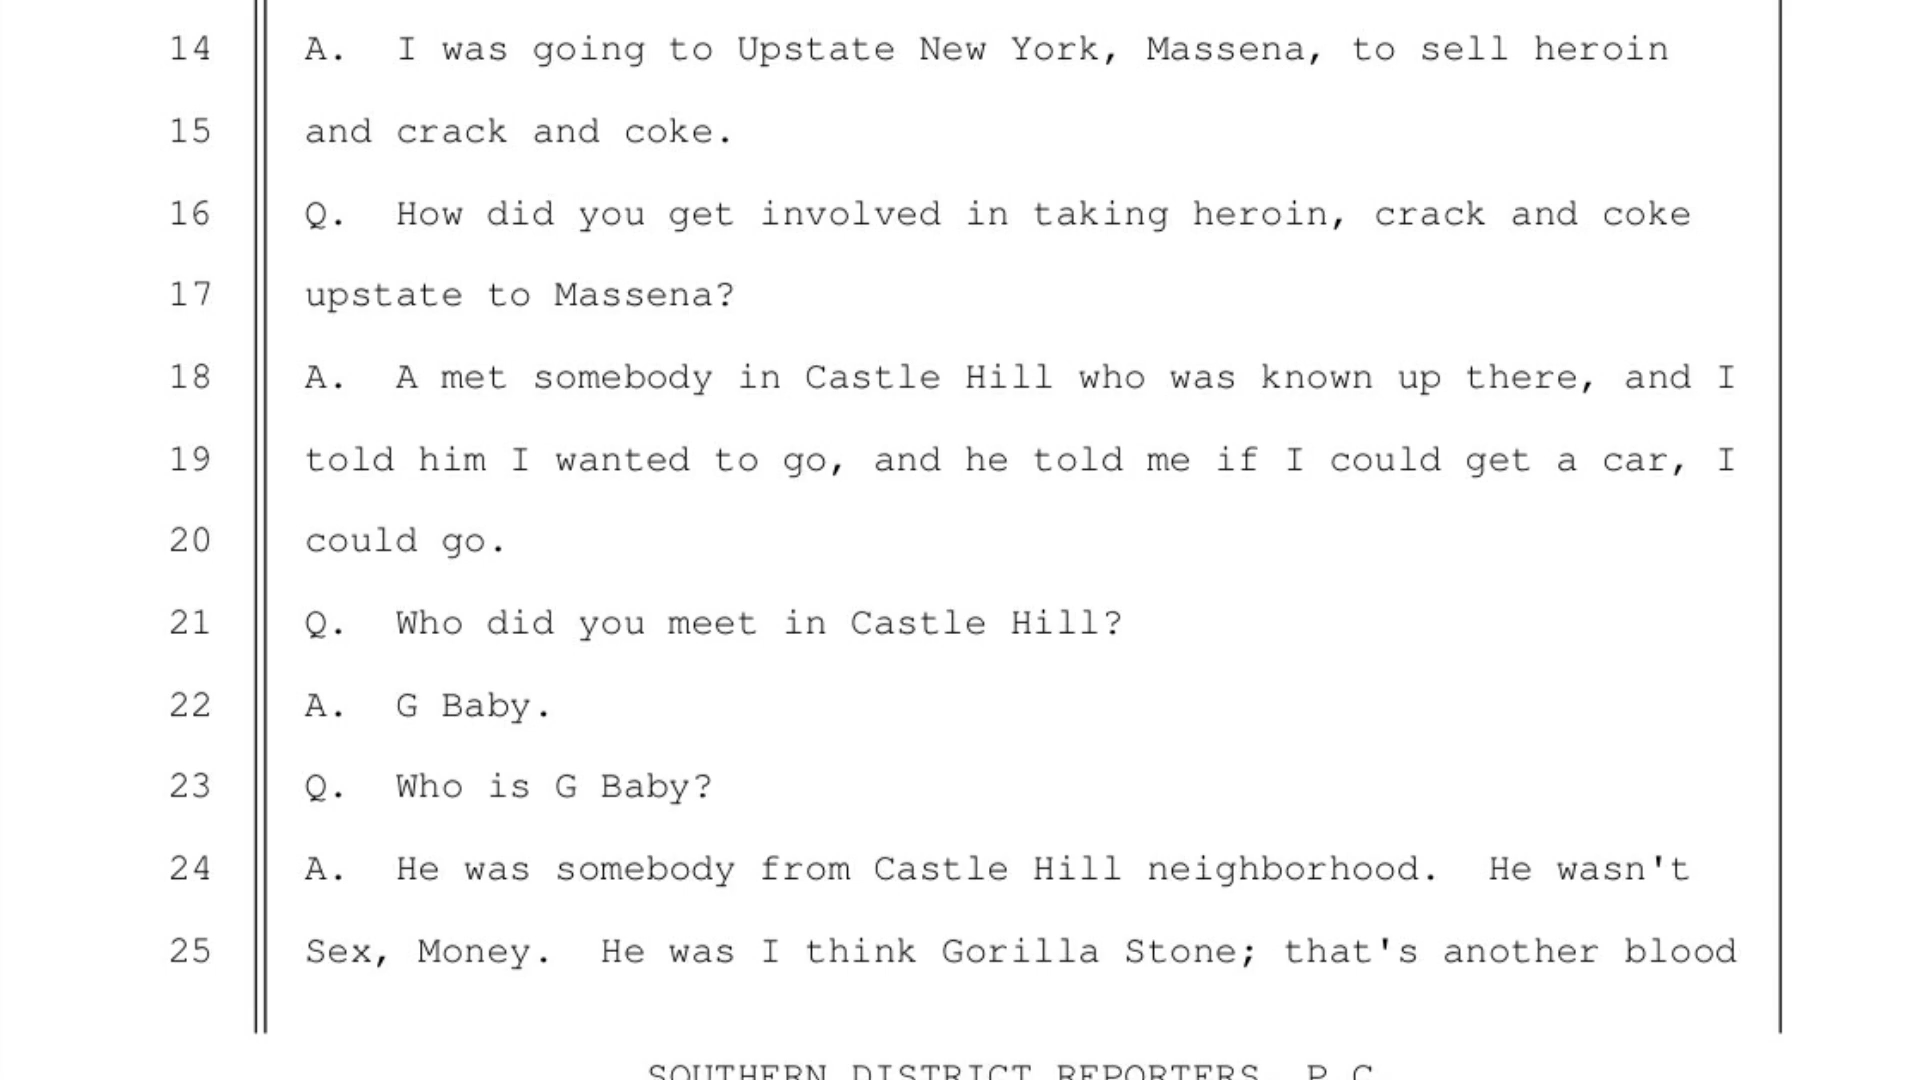 14 A. I was going to Upstate New York, Massena, to sell heroin
15 and crack and coke.
16 Q. How did you get involved in taking heroin, crack and coke
17 upstate to Massena?
18 A. A met somebody in Castle Hill who was known up there, and I
19 told him I wanted to go, and he told me if I could get a car, I
20 could go.
21 Q. Who did you meet in Castle Hill?
22 A. G Baby.
23 Q. Who is G Baby?
24 A. He was somebody from Castle Hill neighborhood. He wasn't
25 Sex, Money. He was I think Gorilla Stone; that's another blood
SOUTHERN DISTRICT REPORTERS, P.C.